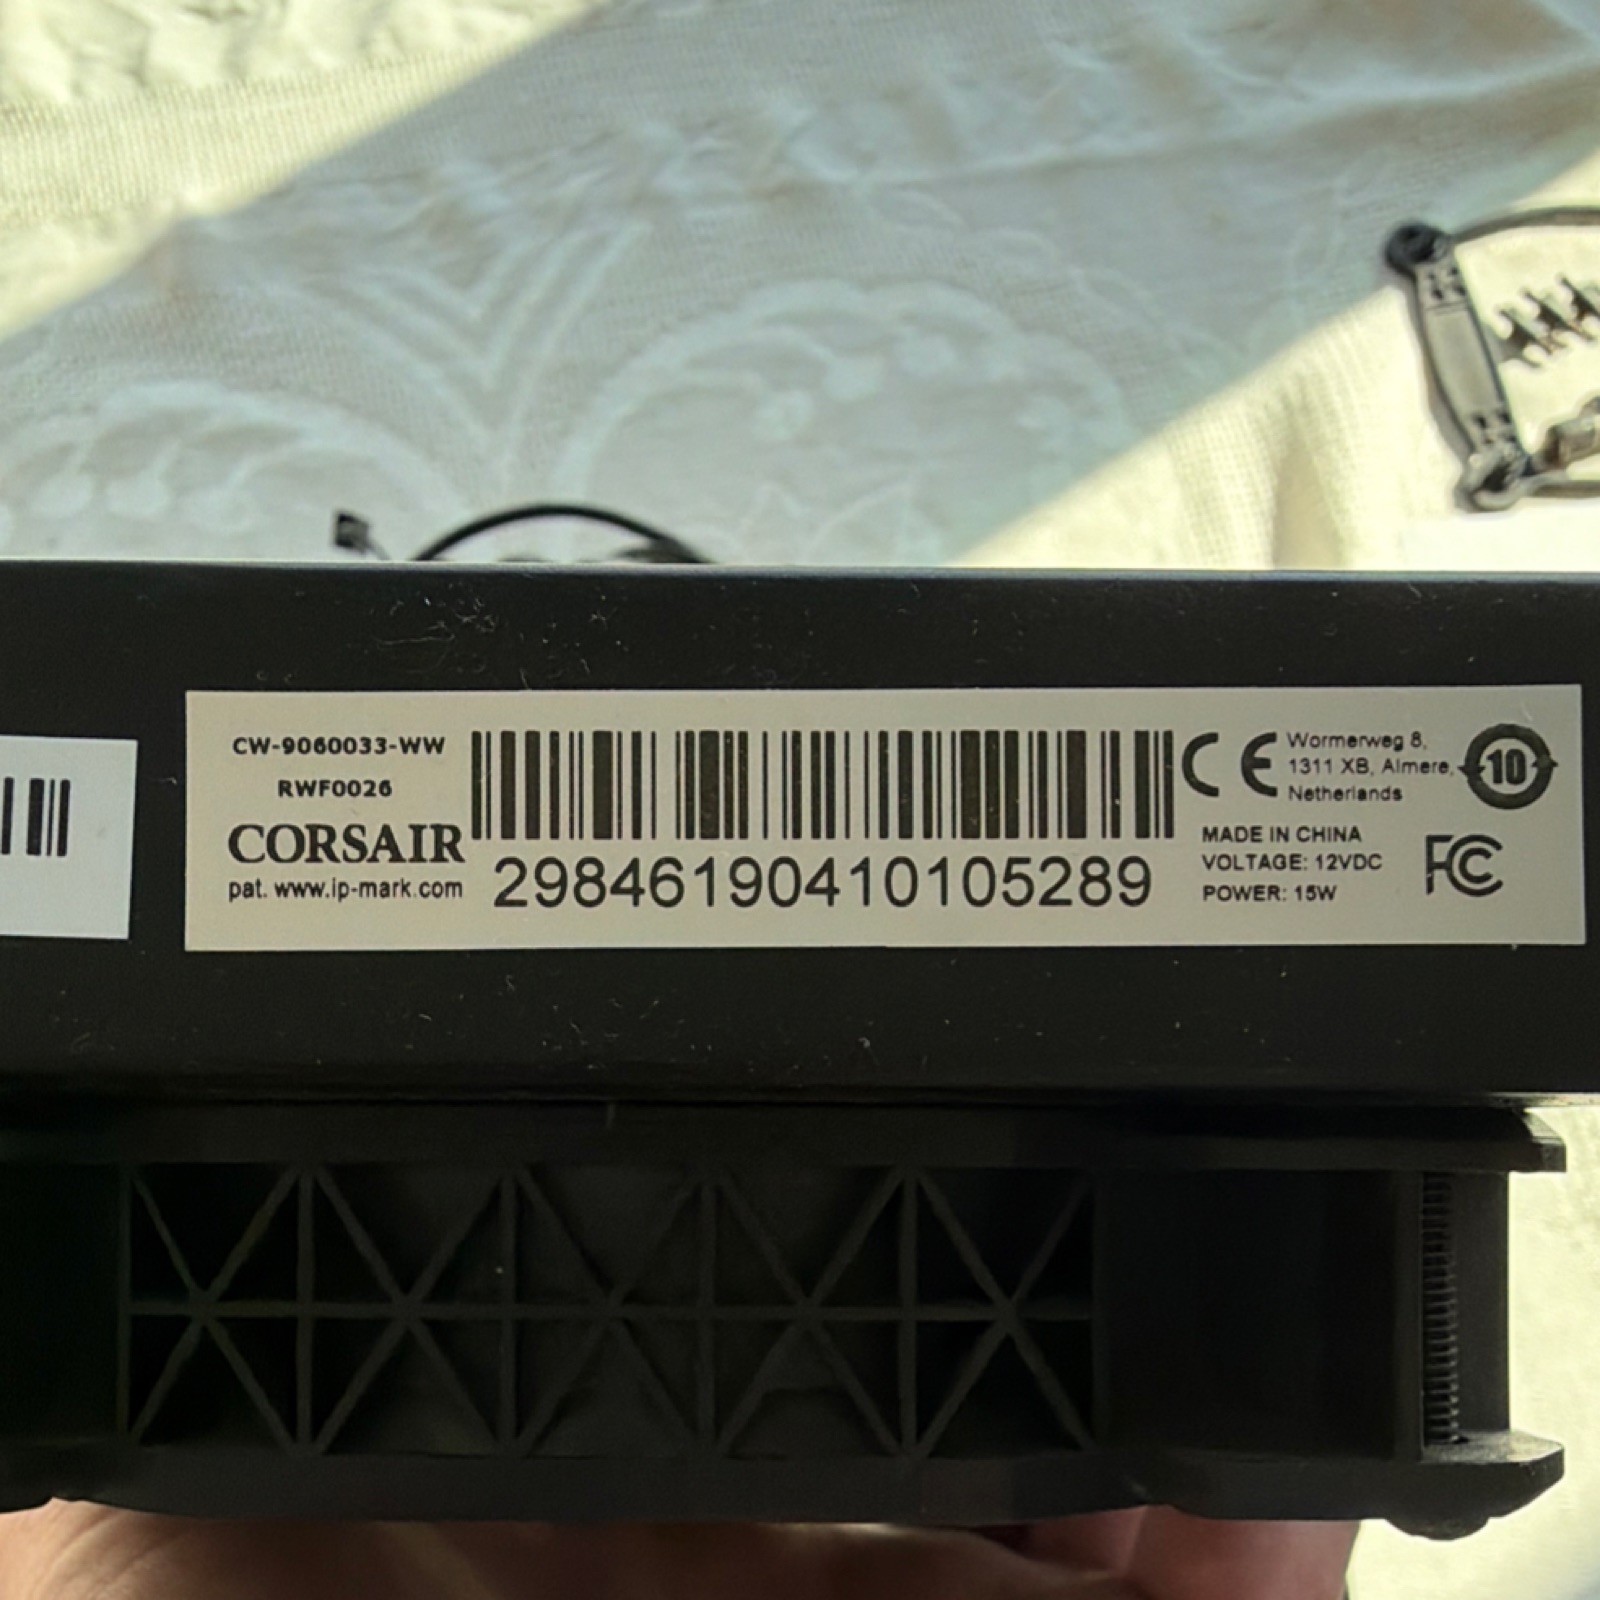 CW-9060033-WW
RWF0026
CORSAIR
pat. www.ip-mark.com
29846190410105289
CE
Wormerweg 8,
1311 XB, Almere,
Netherlands
10
MADE IN CHINA
VOLTAGE: 12VDC
POWER: 15W
FC